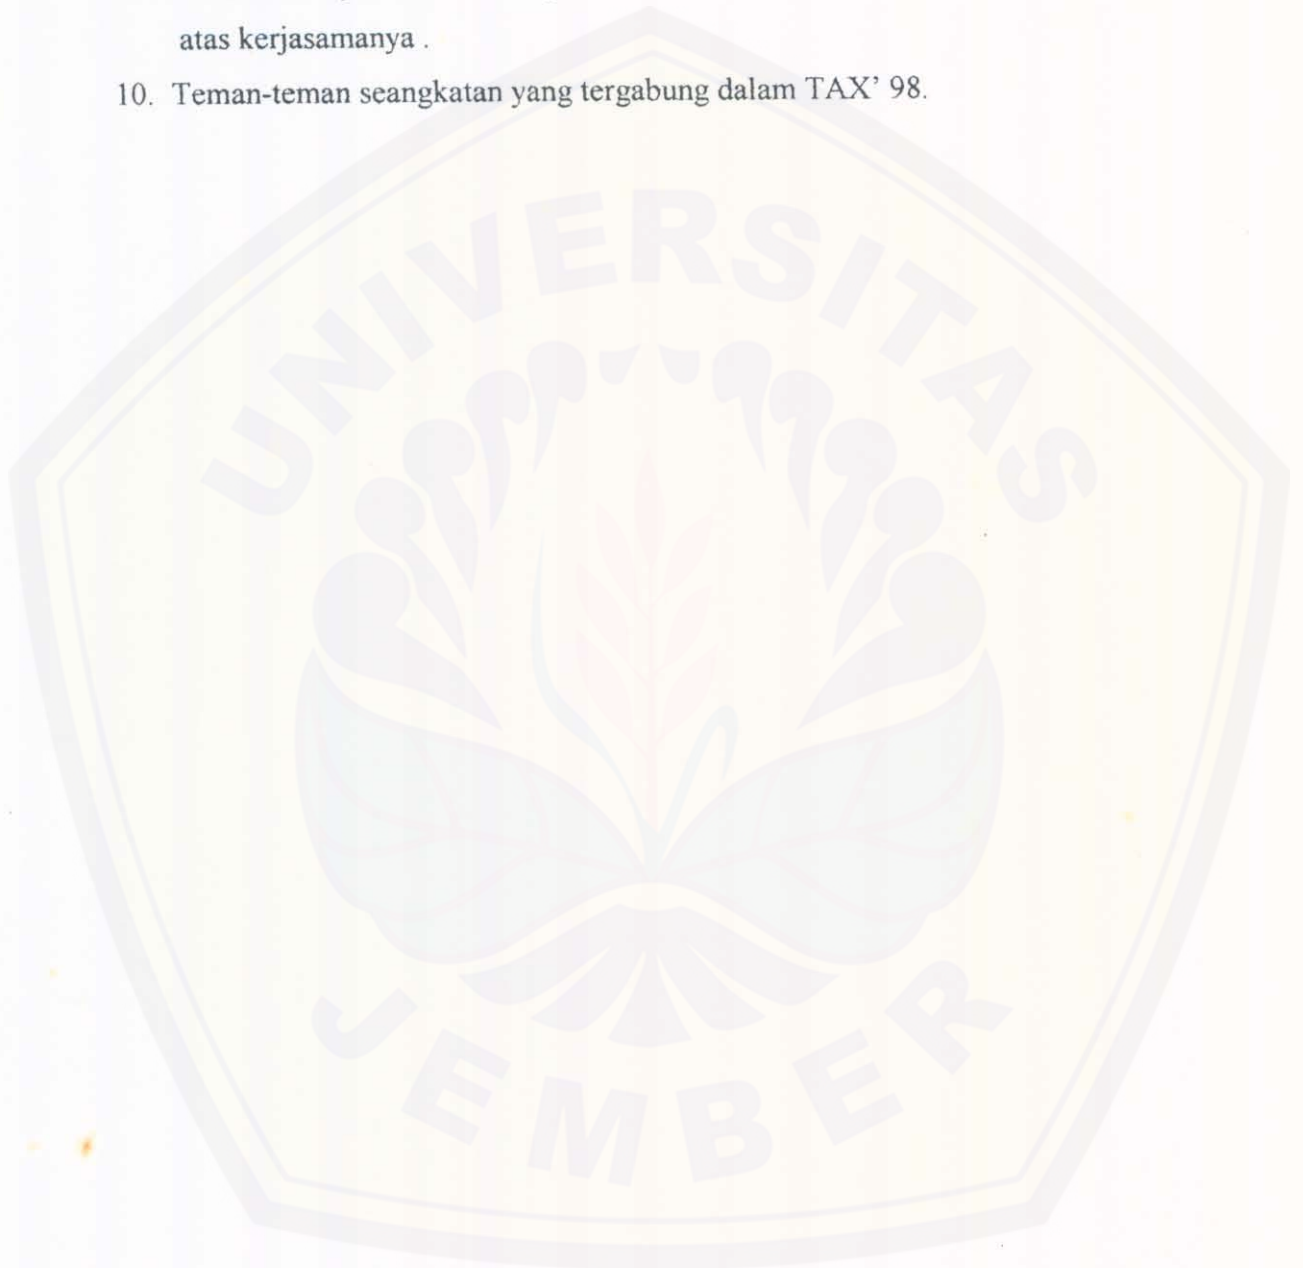 atas kerjasamanya .
10. Teman-teman seangkatan yang tergabung dalam TAX’ 98.
UNIVERSITAS
JEMBER